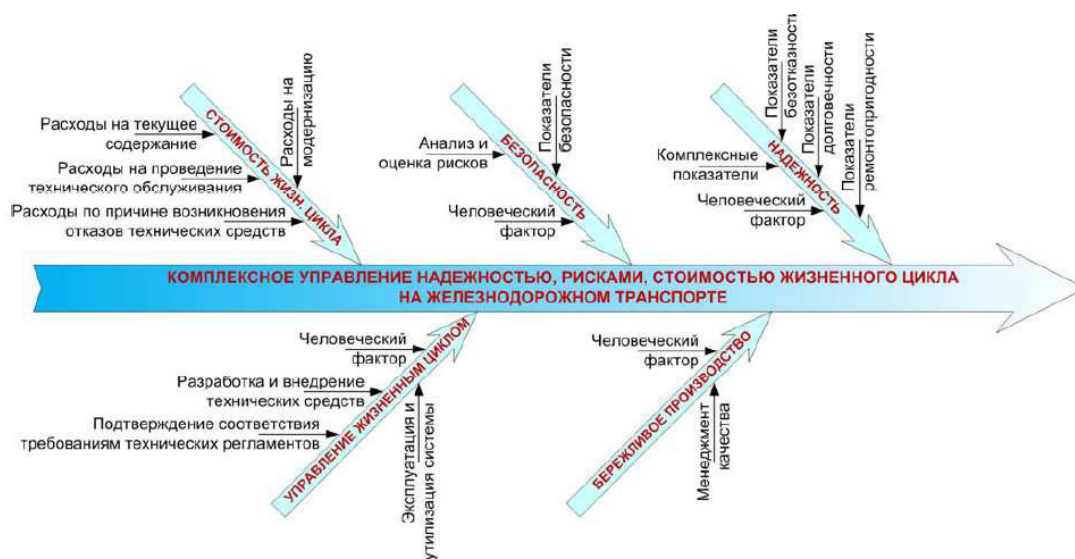 Расходы на текущее
содержание
Расходы на проведение
технического обслуживания
Расходы по причине возникновения
отказов технических средств
СТОИМОСТЬ ЖИЗН. ЦИКЛА
Расходы на
модернизацию
Анализ и
оценка рисков
Человеческий
фактор
БЕЗОПАСНОСТЬ
Показатели
безопасности
Комплексные
показатели
Человеческий
фактор
НАДЕЖНОСТЬ
Показатели
безотказности
Показатели
долговечности
Показатели
ремонтопригодности
КОМПЛЕКСНОЕ УПРАВЛЕНИЕ НАДЕЖНОСТЬЮ, РИСКАМИ, СТОИМОСТЬЮ ЖИЗНЕННОГО ЦИКЛА
НА ЖЕЛЕЗНОДОРОЖНОМ ТРАНСПОРТЕ
Человеческий
фактор
Разработка и внедрение
технических средств
Подтверждение соответствия
требованиям технических регламентов
УПРАВЛЕНИЕ ЖИЗНЕННЫМ ЦИКЛОМ
Эксплуатация и
утилизация системы
Человеческий
фактор
БЕРЕЖЛИВОЕ ПРОИЗВОДСТВО
Менеджмент
качества